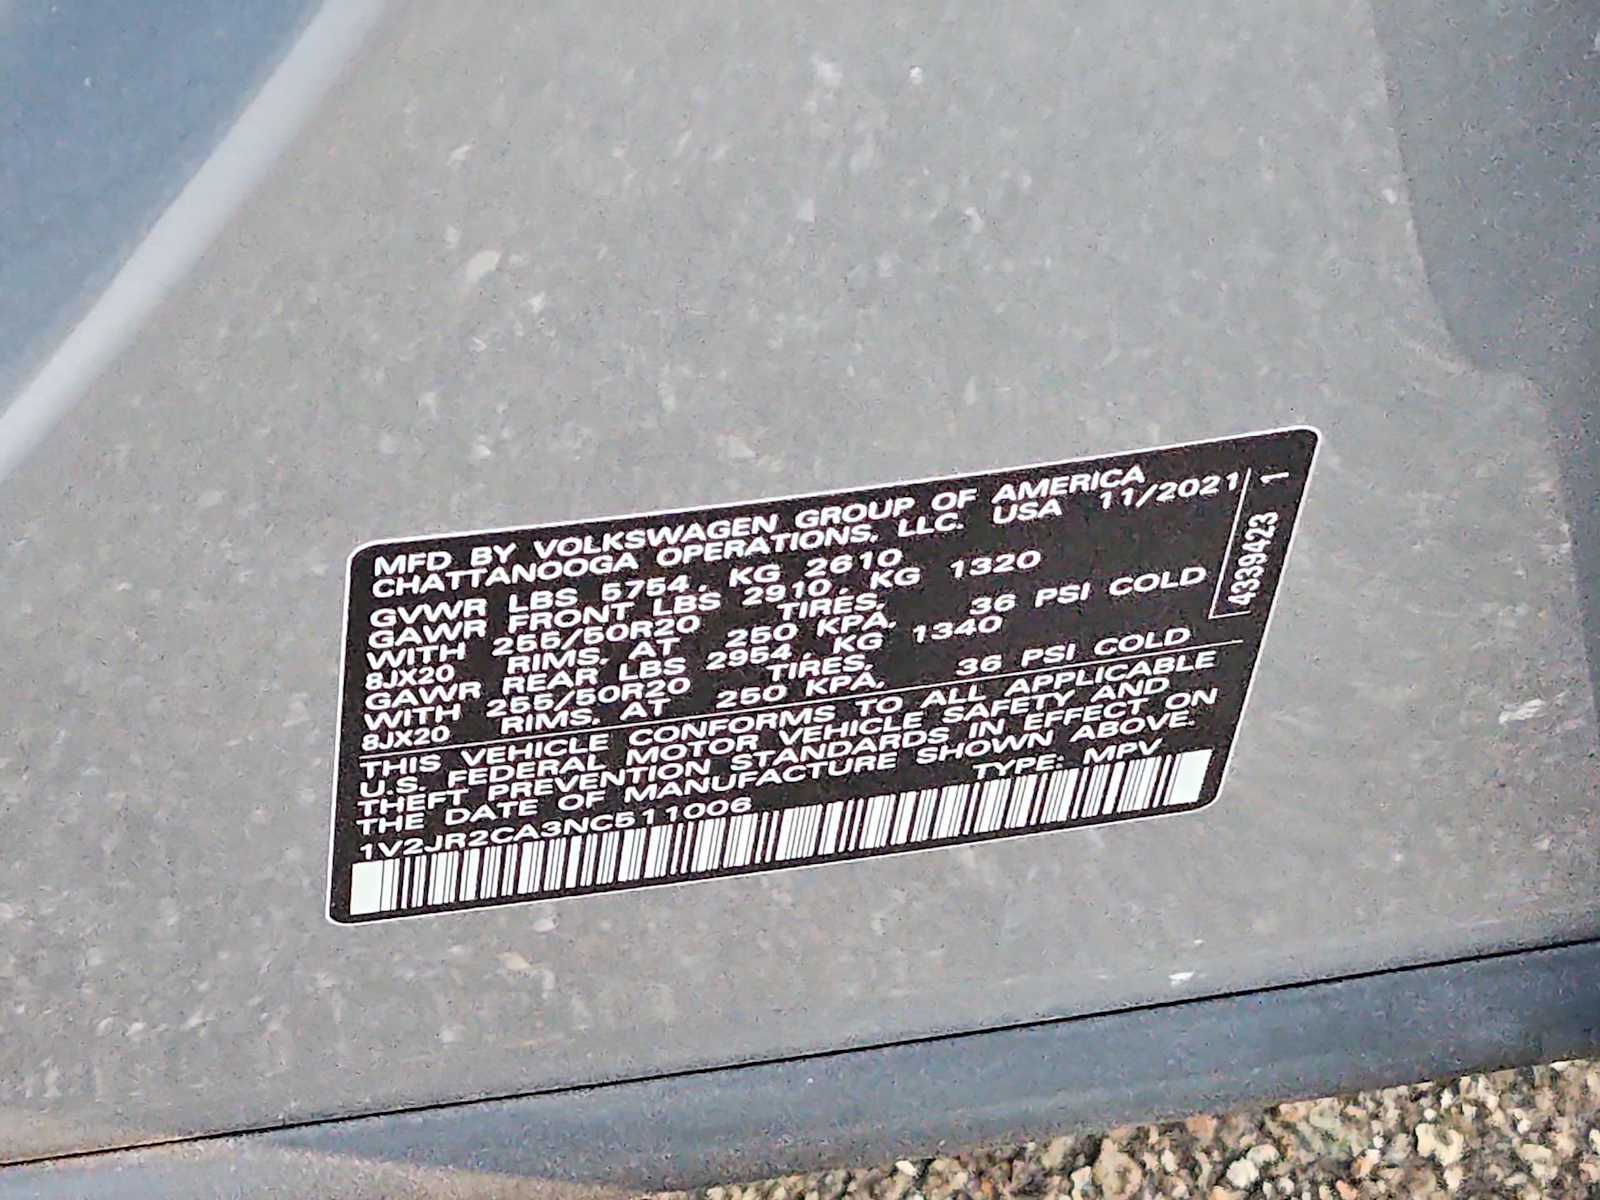 MFD BY VOLKSWAGEN GROUP OF AMERICA
CHATTANOOGA OPERATIONS, LLC. USA 11/2021
GVWR LBS 5754, KG 2610
GAWR FRONT LBS 2910, KG 1320
WITH 255/50R20 TIRES,
8JX20 RIMS, AT 250 KPA, 36 PSI COLD
GAWR REAR LBS 2954, KG 1340
WITH 255/50R20 TIRES,
8JX20 RIMS, AT 250 KPA, 36 PSI COLD
THIS VEHICLE CONFORMS TO ALL APPLICABLE
U.S. FEDERAL MOTOR VEHICLE SAFETY AND
THEFT PREVENTION STANDARDS IN EFFECT ON
THE DATE OF MANUFACTURE SHOWN ABOVE.
1V2JR2CA3NC511006 TYPE: MPV
4339423 1